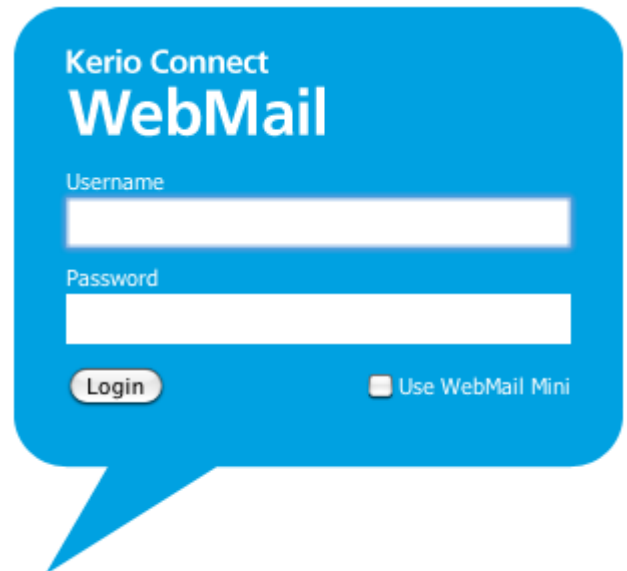 Kerio Connect
WebMail
Username
Password
Login
Use WebMail Mini